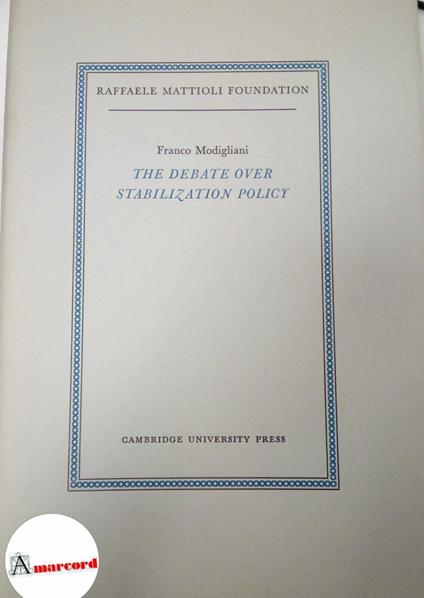 RAFFAELE MATTIOLI FOUNDATION
Franco Modigliani
THE DEBATE OVER
STABILIZATION POLICY
CAMBRIDGE UNIVERSITY PRESS
Amarcord